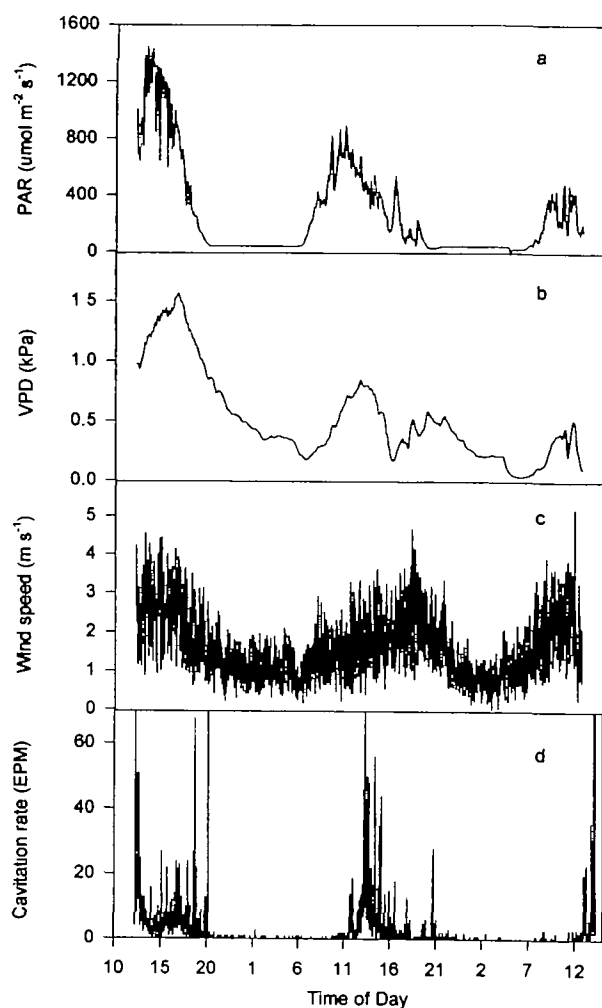 1600
1200
800
400
0
PAR (umol m⁻² s⁻¹)
a
1.5
1.0
0.5
0.0
VPD (kPa)
b
5
4
3
2
1
0
Wind speed (m s⁻¹)
c
60
40
20
0
Cavitation rate (EPM)
d
10 15 20 1 6 11 16 21 2 7 12
Time of Day